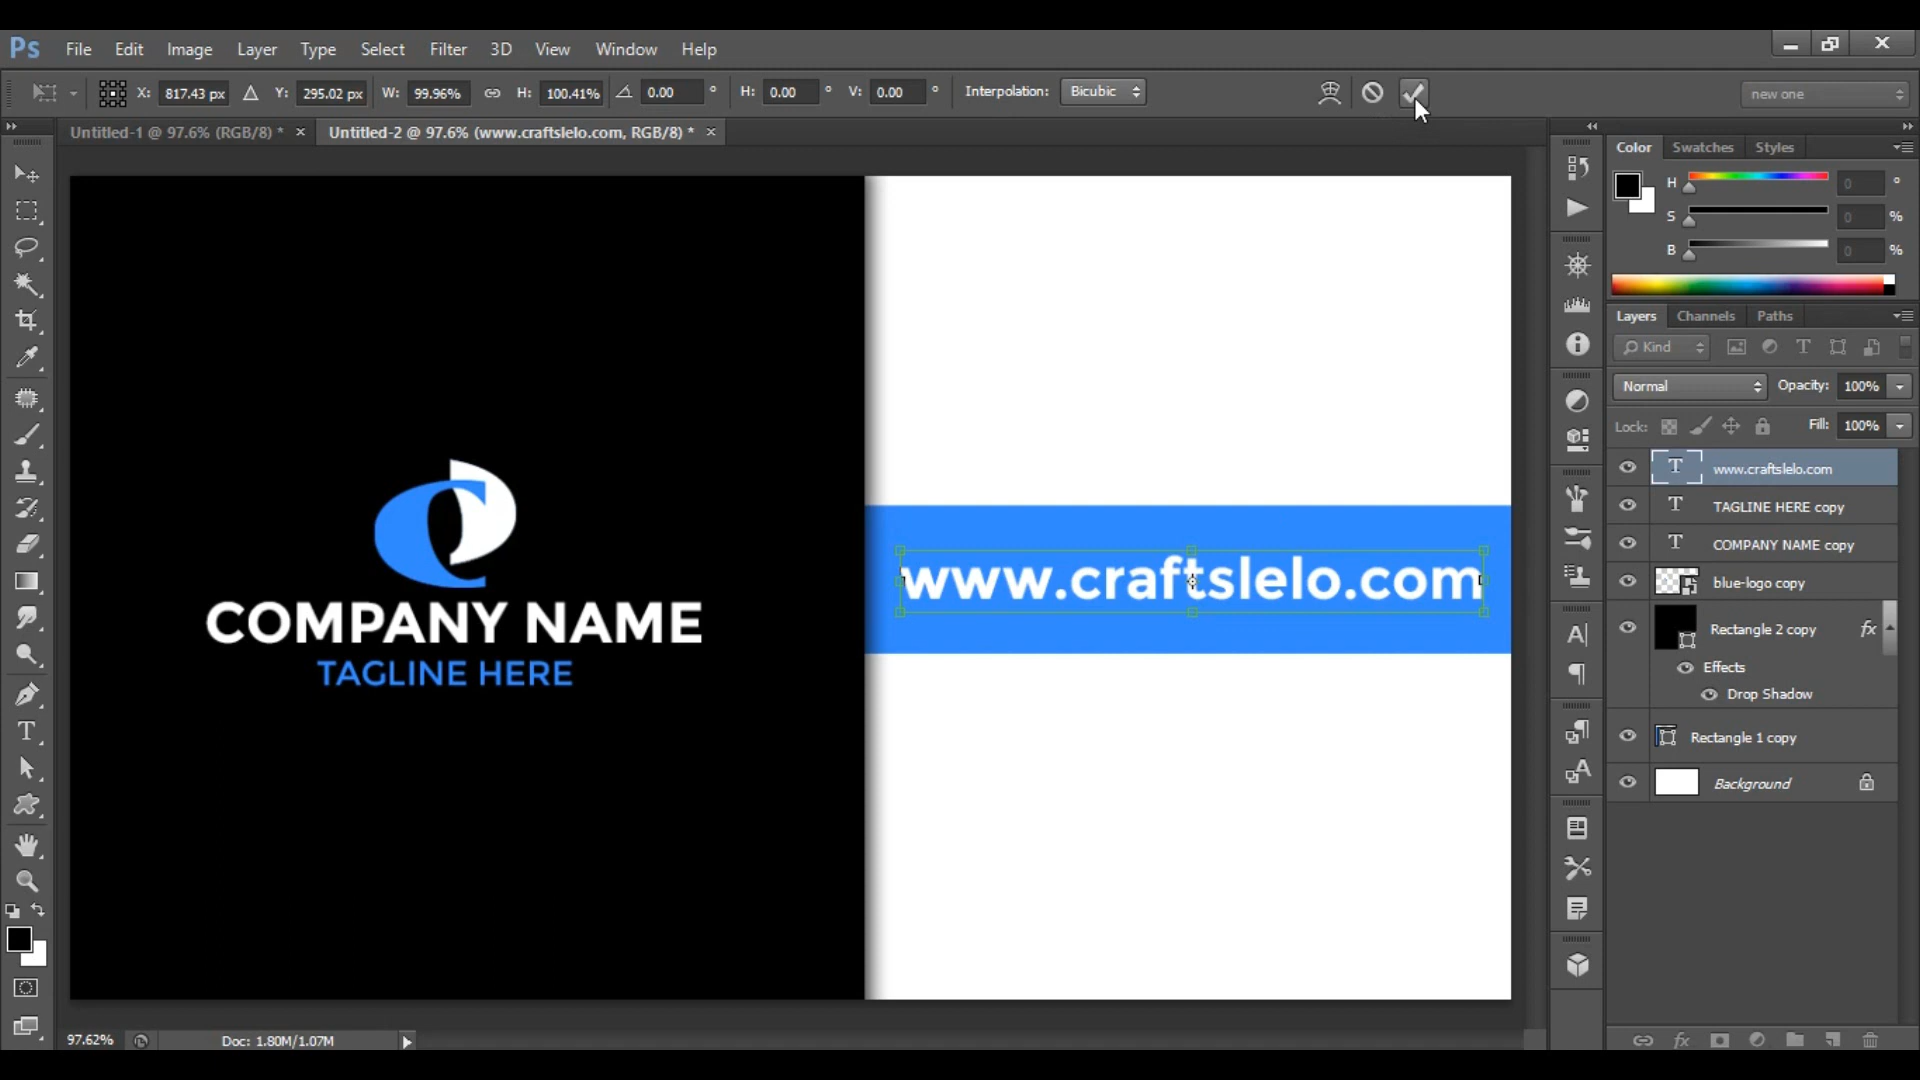 Ps File Edit Image Layer Type Select Filter 3D View Window Help
X: 817.43 px Y: 295.02 px W: 99.96% H: 100.41% 0.00 ° H: 0.00 ° V: 0.00 ° Interpolation: Bicubic new one
Untitled-1 @ 97.6% (RGB/8) * × Untitled-2 @ 97.6% (www.craftslelo.com, RGB/8) * ×
Color Swatches Styles
H 0 °
S 0 %
B 0 %
Layers Channels Paths
Kind
Normal Opacity: 100%
Lock: Fill: 100%
T www.craftslelo.com
T TAGLINE HERE copy
T COMPANY NAME copy
blue-logo copy
Rectangle 2 copy fx
Effects
Drop Shadow
Rectangle 1 copy
Background
COMPANY NAME
TAGLINE HERE
www.craftslelo.com
97.62% Doc: 1.80M/1.07M